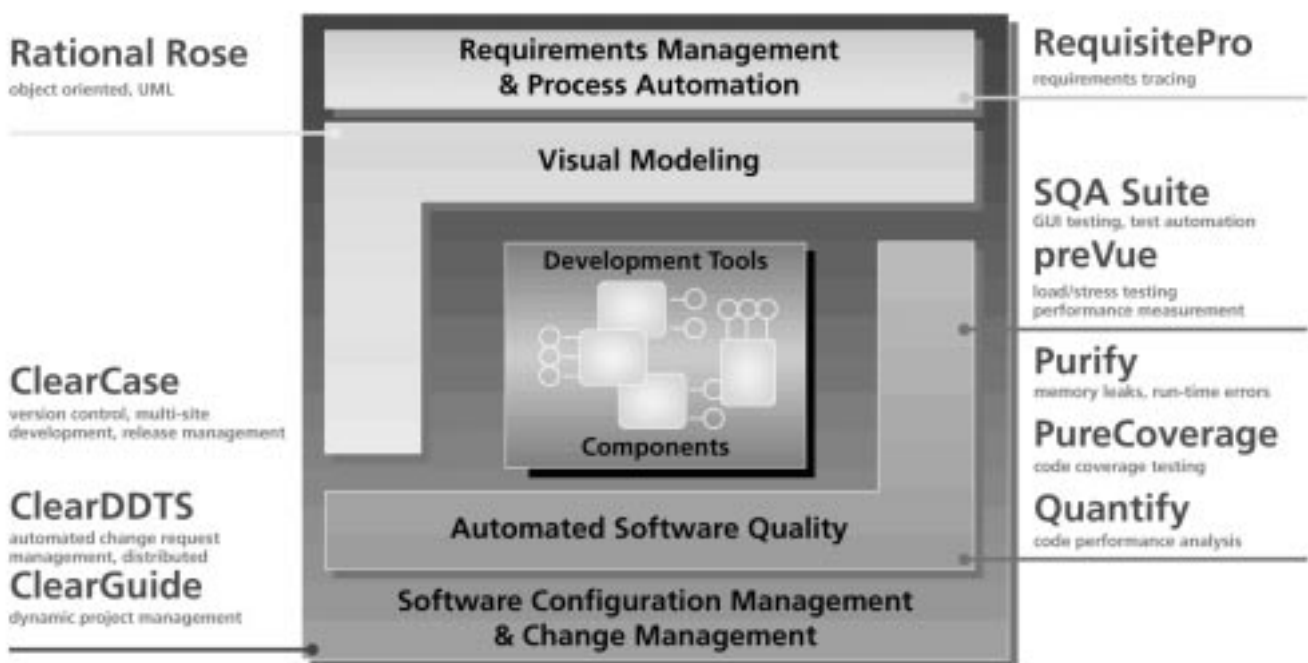 Rational Rose
object oriented, UML
ClearCase
version control, multi-site
development, release management
ClearDDTS
automated change request
management, distributed
ClearGuide
dynamic project management
Requirements Management
& Process Automation
Visual Modeling
Development Tools
Components
Automated Software Quality
Software Configuration Management
& Change Management
RequisitePro
requirements tracing
SQA Suite
GUI testing, test automation
preVue
load/stress testing
performance measurement
Purify
memory leaks, run-time errors
PureCoverage
code coverage testing
Quantify
code performance analysis